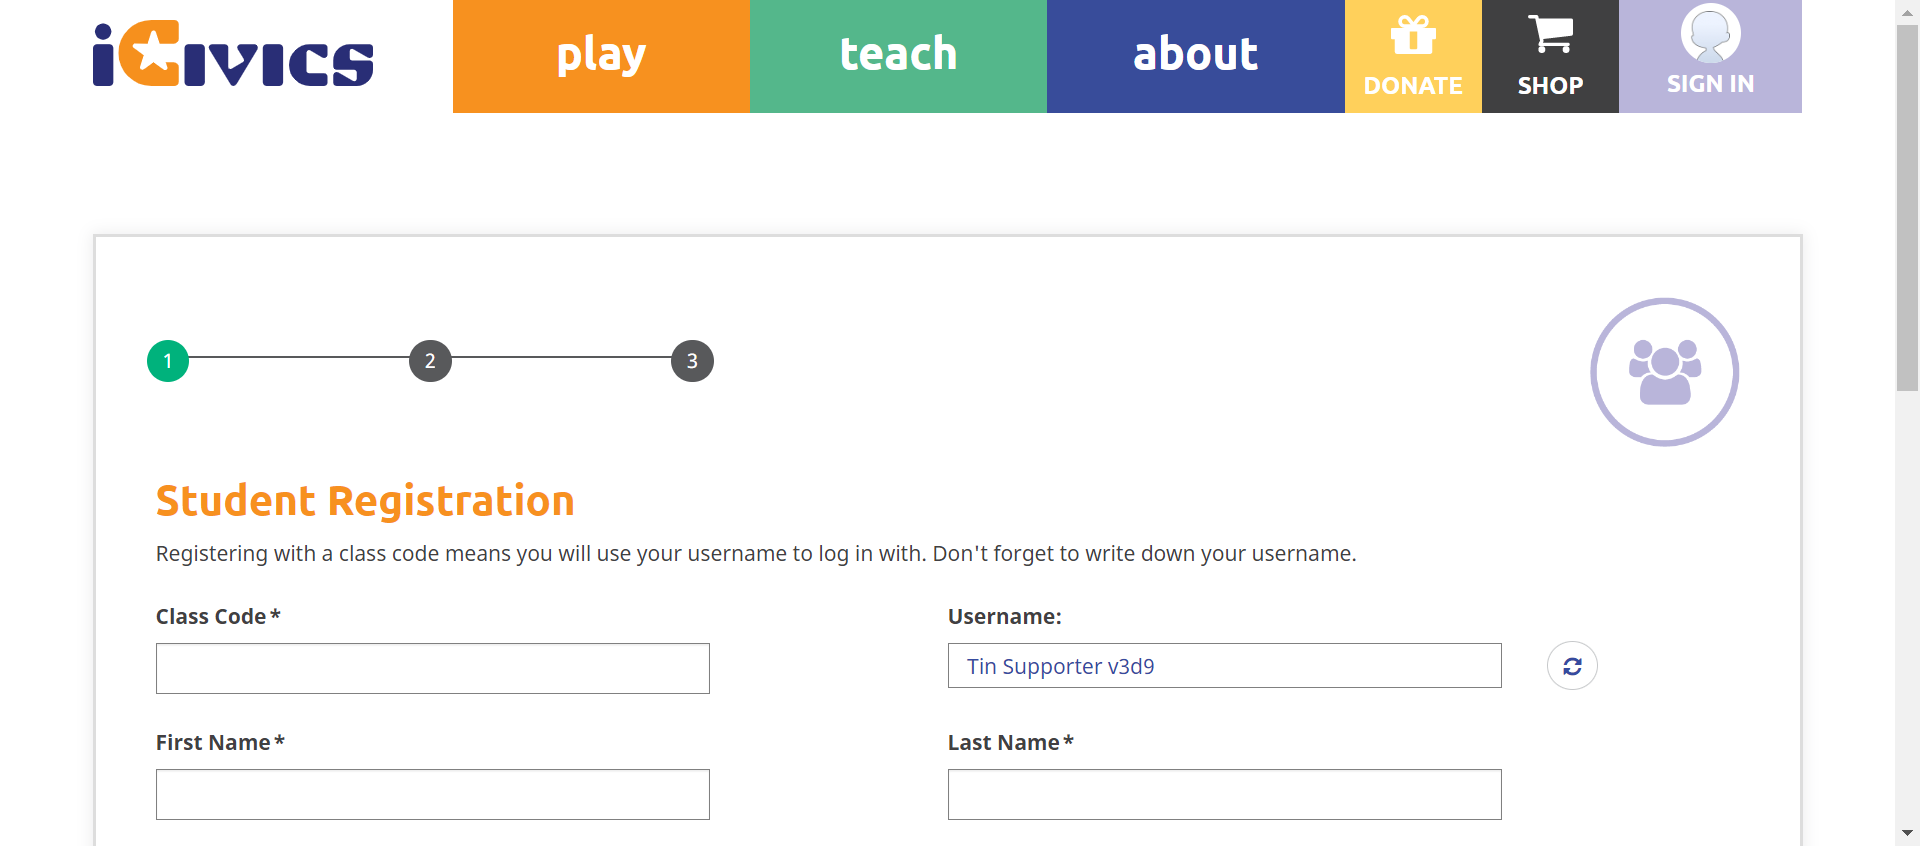 iCivics
play
teach
about
DONATE
SHOP
SIGN IN
1
2
3
Student Registration
Registering with a class code means you will use your username to log in with. Don't forget to write down your username.
Class Code*
Username:
Tin Supporter v3d9
First Name*
Last Name*